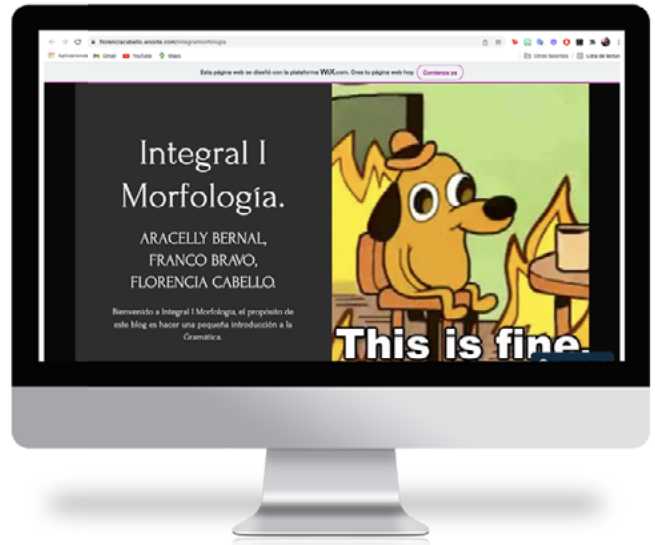 florenciacabello.wixsite.com/integralmorfologia
Aplicaciones Gmail YouTube Maps Otros favoritos Lista de lectura
Esta página web se diseñó con la plataforma WiX.com. Crea tu página web hoy. Comienza ya
Integral I
Morfología.
ARACELLY BERNAL,
FRANCO BRAVO,
FLORENCIA CABELLO.
Bienvenido a Integral I Morfología, el propósito de
este blog es hacer una pequeña introducción a la
Gramática.
This is fine.